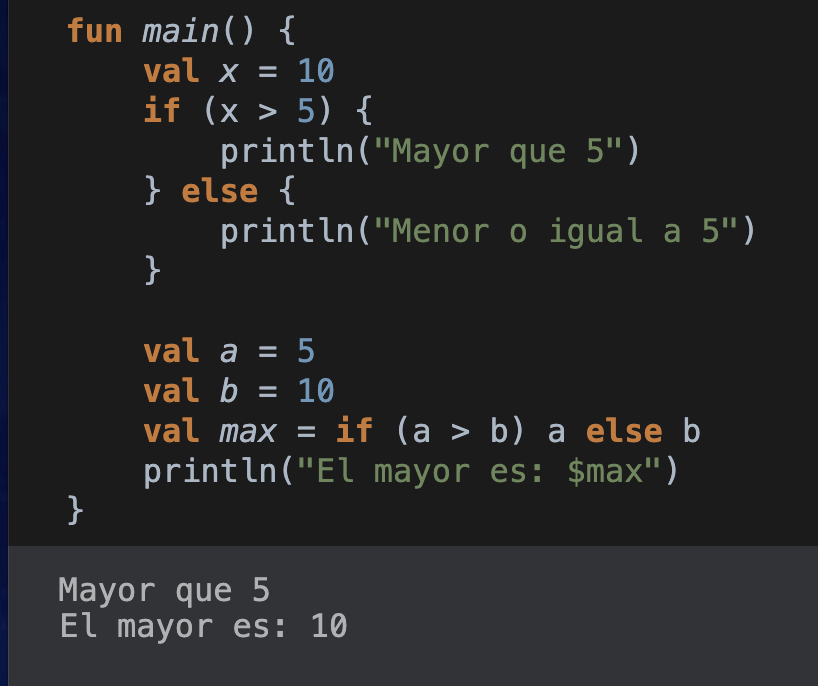 fun main() {
    val x = 10
    if (x > 5) {
        println("Mayor que 5")
    } else {
        println("Menor o igual a 5")
    }

    val a = 5
    val b = 10
    val max = if (a > b) a else b
    println("El mayor es: $max")
}
Mayor que 5
El mayor es: 10